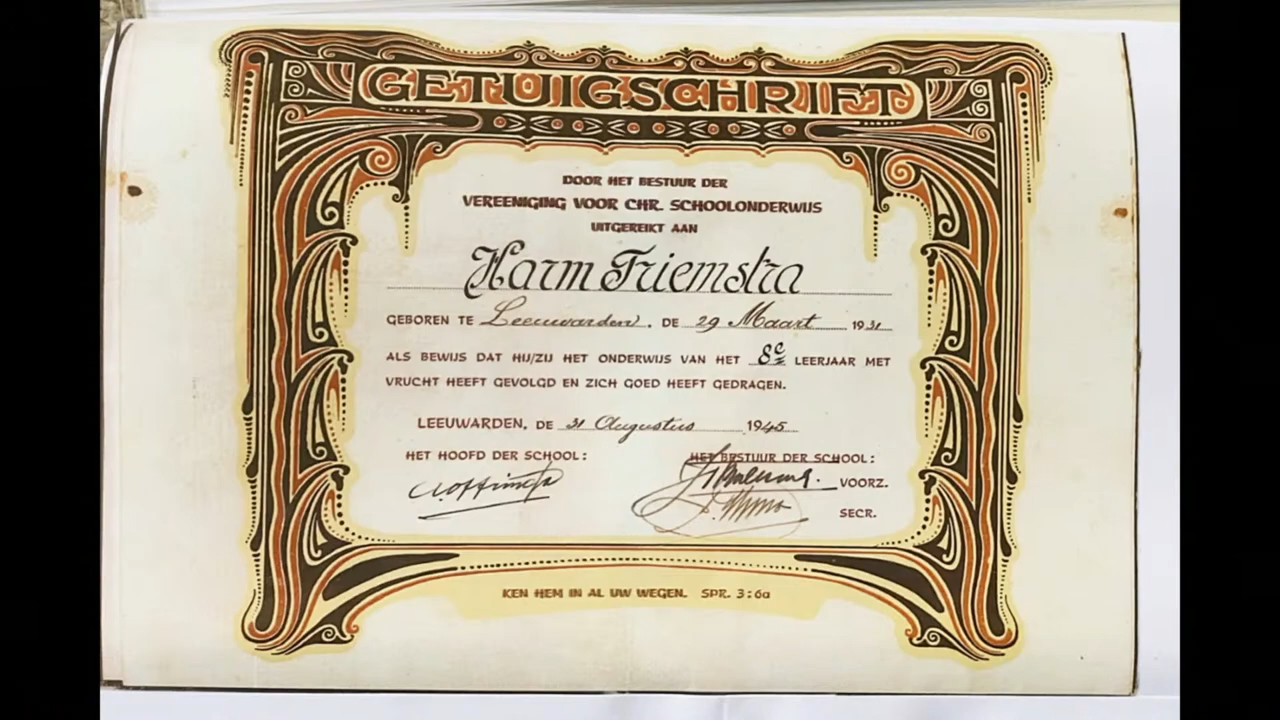 GETUIGSCHRIFT
DOOR HET BESTUUR DER
VEREENIGING VOOR CHR. SCHOOLONDERWIJS
UITGEREIKT AAN
Harm Triemstra
GEBOREN TE Leeuwarden, DE 29 Maart 1931
ALS BEWIJS DAT HIJ/ZIJ HET ONDERWIJS VAN HET 8e LEERJAAR MET
VRUCHT HEEFT GEVOLGD EN ZICH GOED HEEFT GEDRAGEN.
LEEUWARDEN, DE 31 Augustus 1945
HET HOOFD DER SCHOOL: HET BESTUUR DER SCHOOL:
VOORZ.
SECR.
KEN HEM IN AL UW WEGEN. SPR. 3:6a